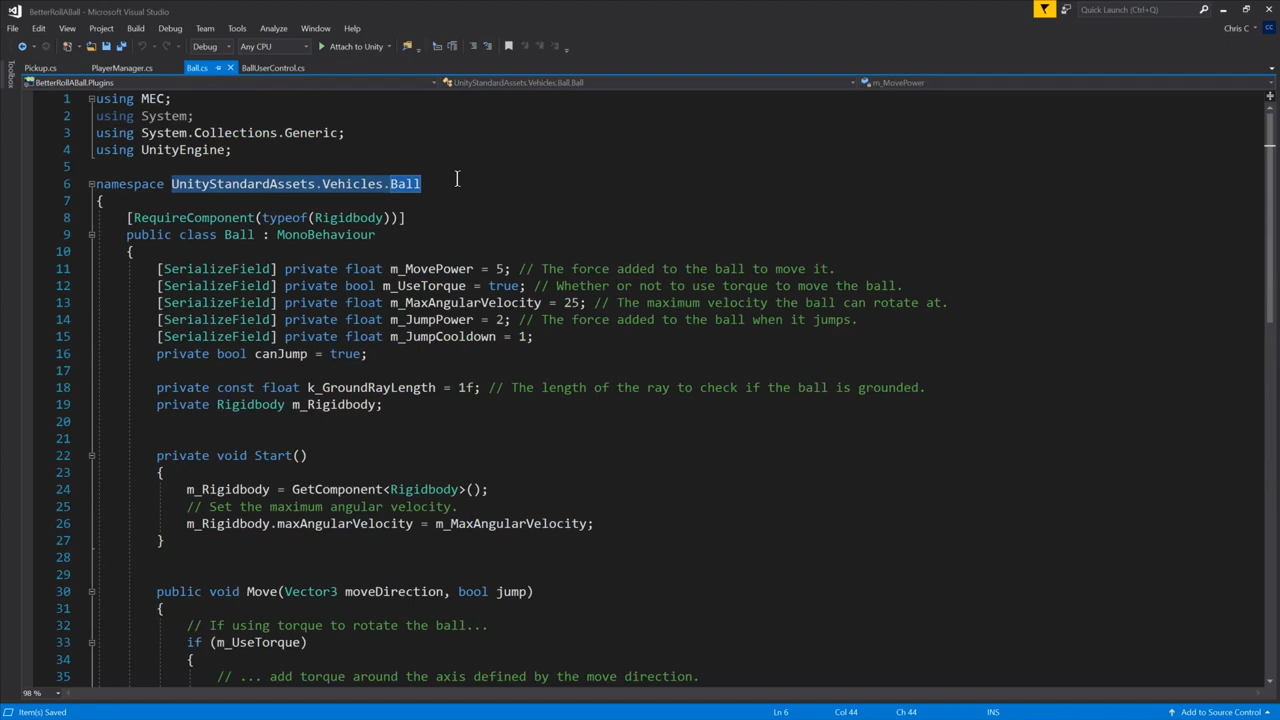 BetterRollABall - Microsoft Visual Studio
Quick Launch (Ctrl+Q)
File Edit View Project Build Debug Team Tools Test Analyze Window Help
Chris C
CC
Debug Any CPU Attach to Unity
Toolbox
Pickup.cs PlayerManager.cs Ball.cs BallUserControl.cs
BetterRollABall.Plugins UnityStandardAssets.Vehicles.Ball.Ball m_MovePower
1 using MEC;
2 using System;
3 using System.Collections.Generic;
4 using UnityEngine;
5
6 namespace UnityStandardAssets.Vehicles.Ball
7 {
8 [RequireComponent(typeof(Rigidbody))]
9 public class Ball : MonoBehaviour
10 {
11 [SerializeField] private float m_MovePower = 5; // The force added to the ball to move it.
12 [SerializeField] private bool m_UseTorque = true; // Whether or not to use torque to move the ball.
13 [SerializeField] private float m_MaxAngularVelocity = 25; // The maximum velocity the ball can rotate at.
14 [SerializeField] private float m_JumpPower = 2; // The force added to the ball when it jumps.
15 [SerializeField] private float m_JumpCooldown = 1;
16 private bool canJump = true;
17
18 private const float k_GroundRayLength = 1f; // The length of the ray to check if the ball is grounded.
19 private Rigidbody m_Rigidbody;
20
21
22 private void Start()
23 {
24 m_Rigidbody = GetComponent<Rigidbody>();
25 // Set the maximum angular velocity.
26 m_Rigidbody.maxAngularVelocity = m_MaxAngularVelocity;
27 }
28
29
30 public void Move(Vector3 moveDirection, bool jump)
31 {
32 // If using torque to rotate the ball...
33 if (m_UseTorque)
34 {
35 // ... add torque around the axis defined by the move direction.
98 %
Item(s) Saved Ln 6 Col 44 Ch 44 INS Add to Source Control